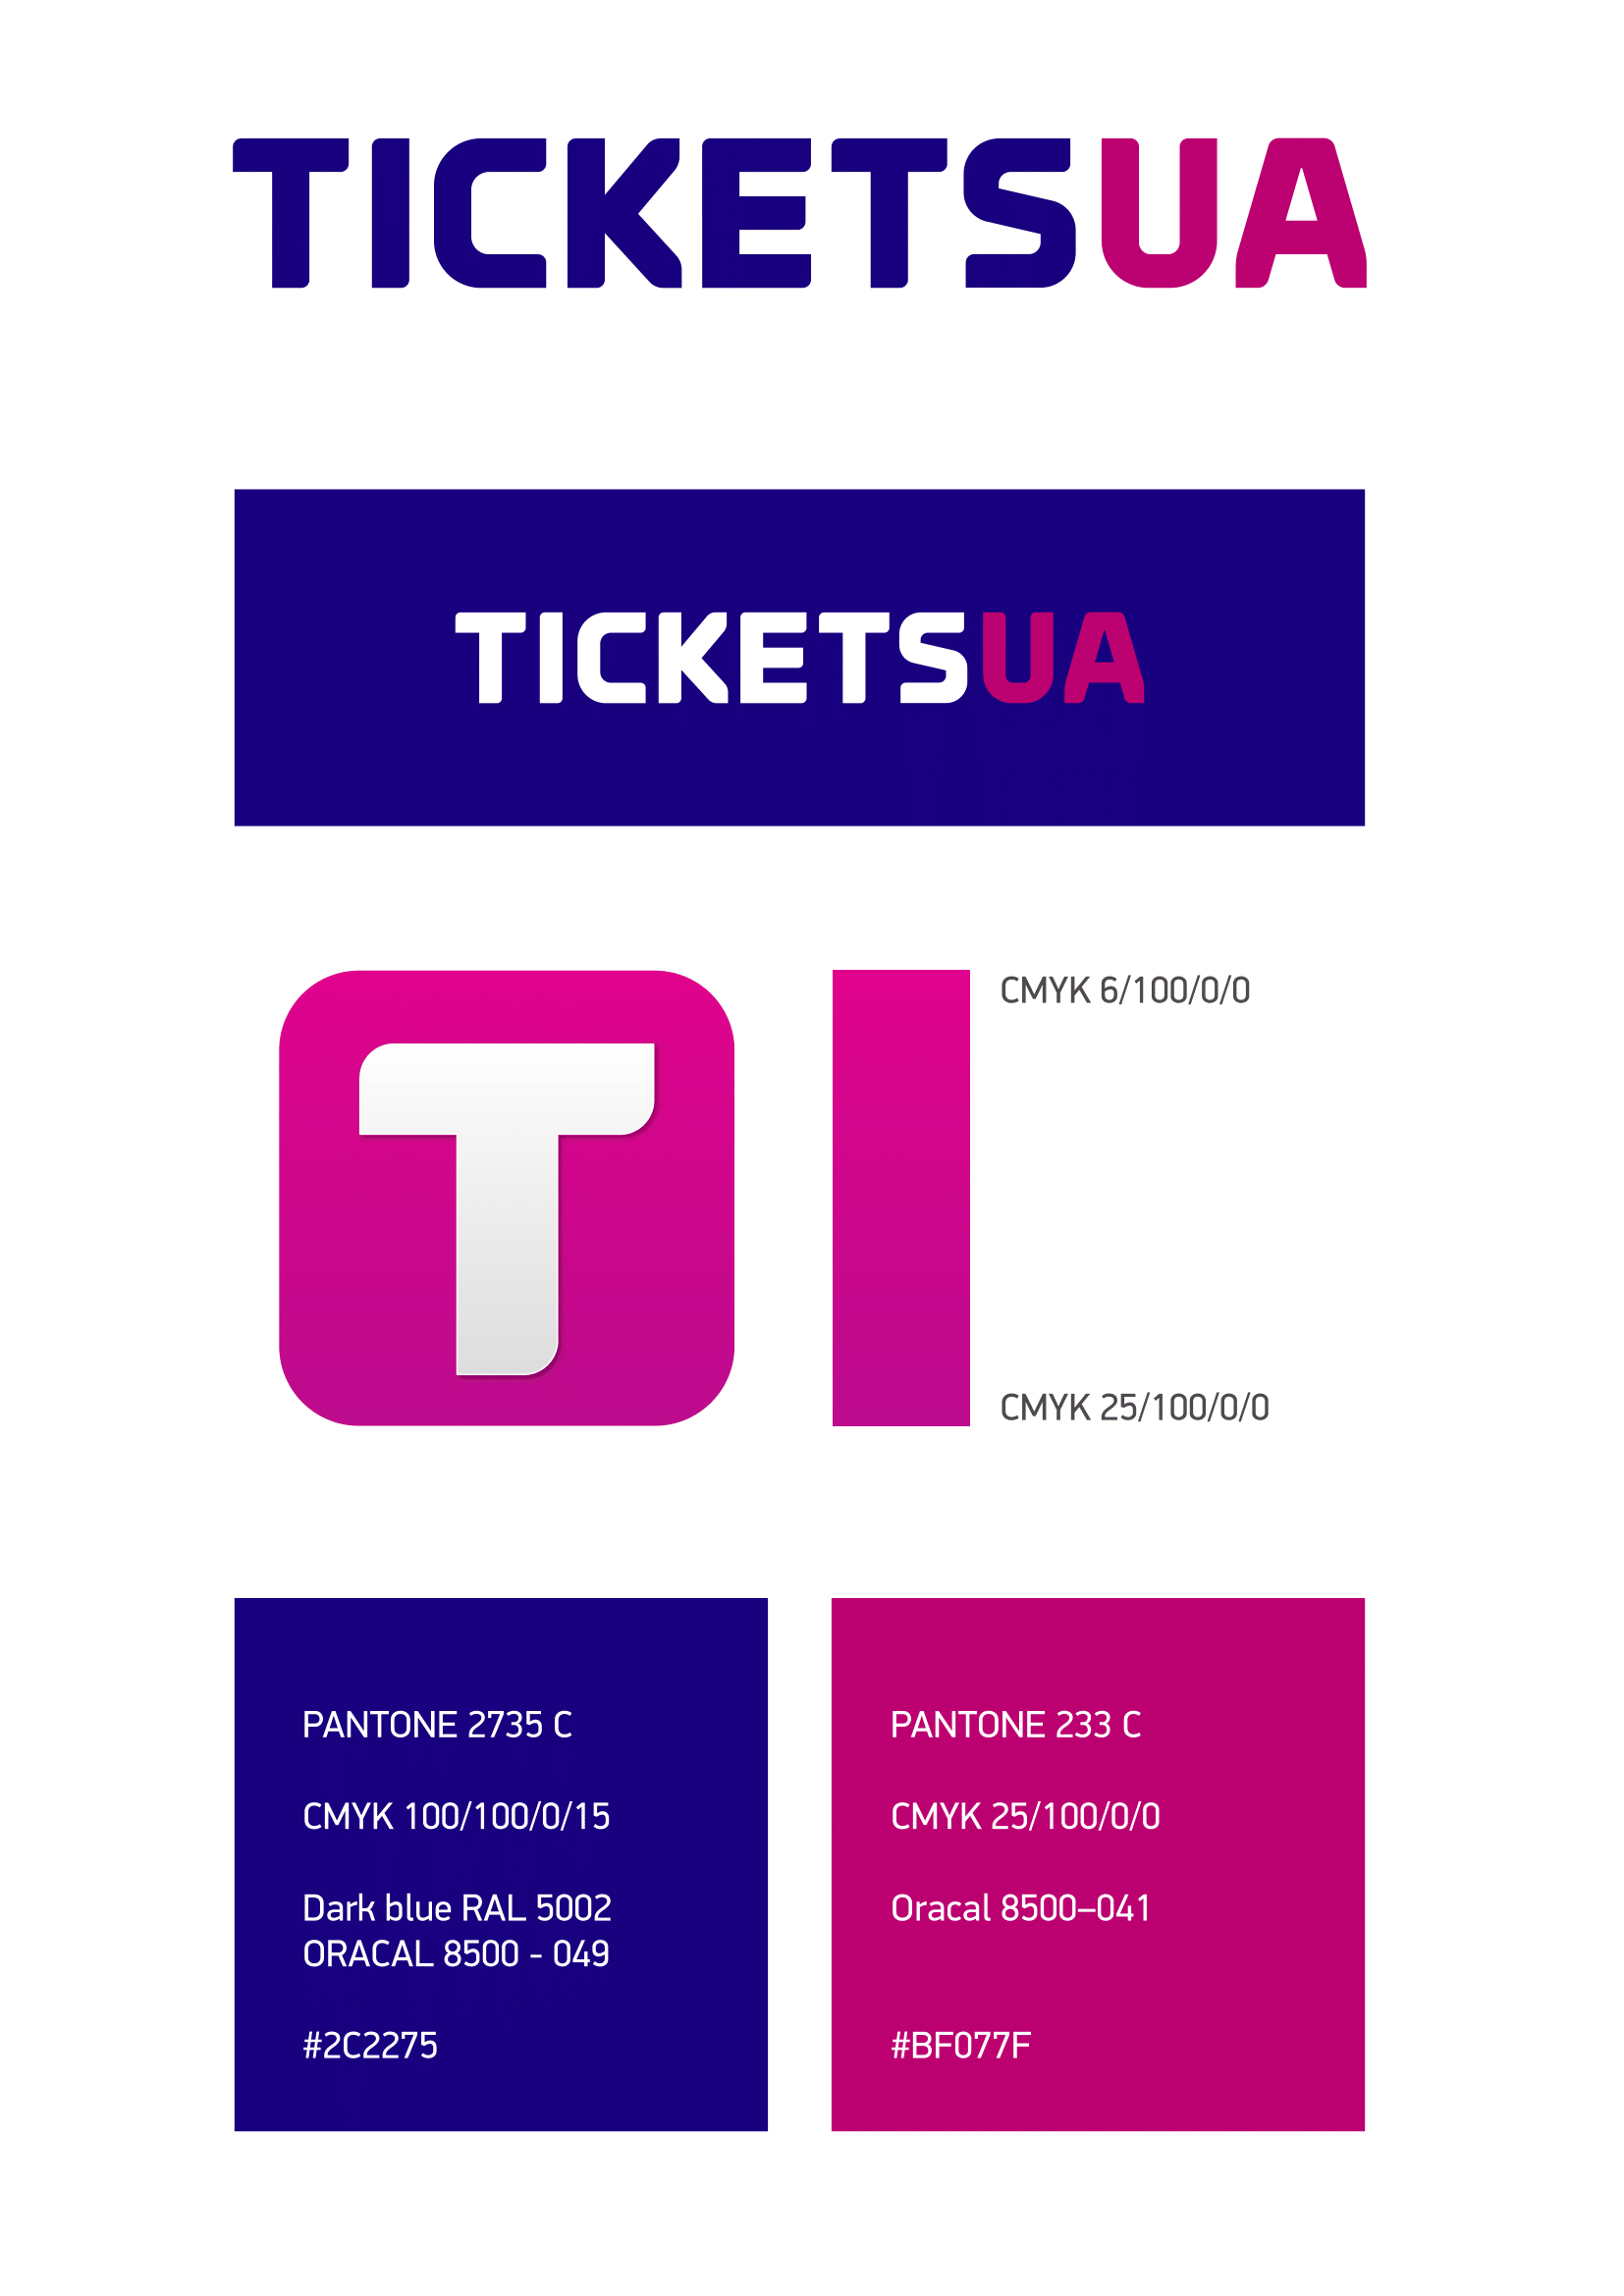 TICKETSUA
TICKETSUA
T
CMYK 6/100/0/0
CMYK 25/100/0/0
PANTONE 2735 C
CMYK 100/100/0/15
Dark blue RAL 5002
ORACAL 8500 - 049
#2C2275
PANTONE 233 C
CMYK 25/100/0/0
Oracal 8500–041
#BF077F